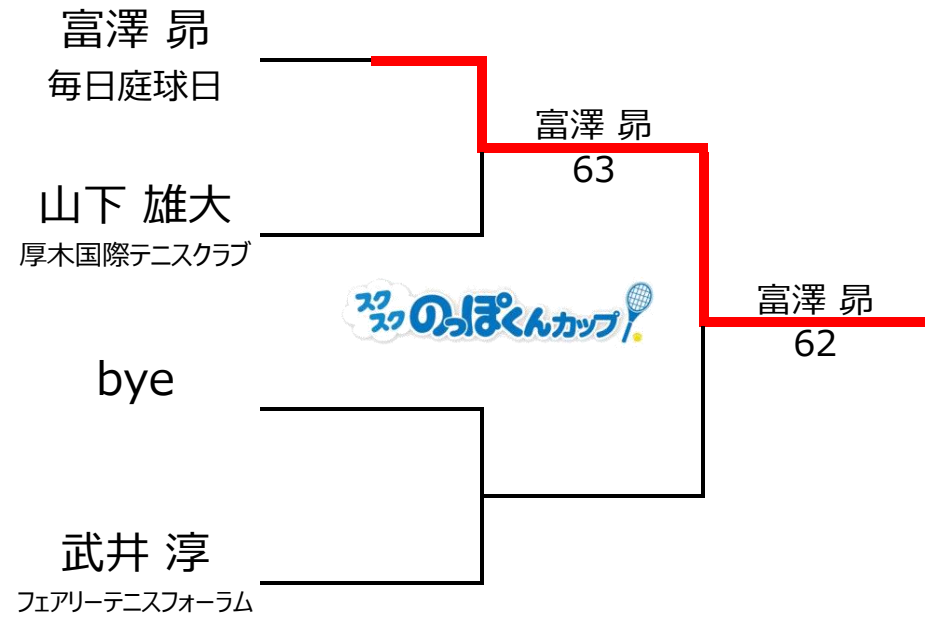 富澤 昴
毎日庭球日
富澤 昴
63
山下 雄大
厚木国際テニスクラブ
スク
スク のっぽくんカップ
富澤 昴
62
bye
武井 淳
フェアリーテニスフォーラム